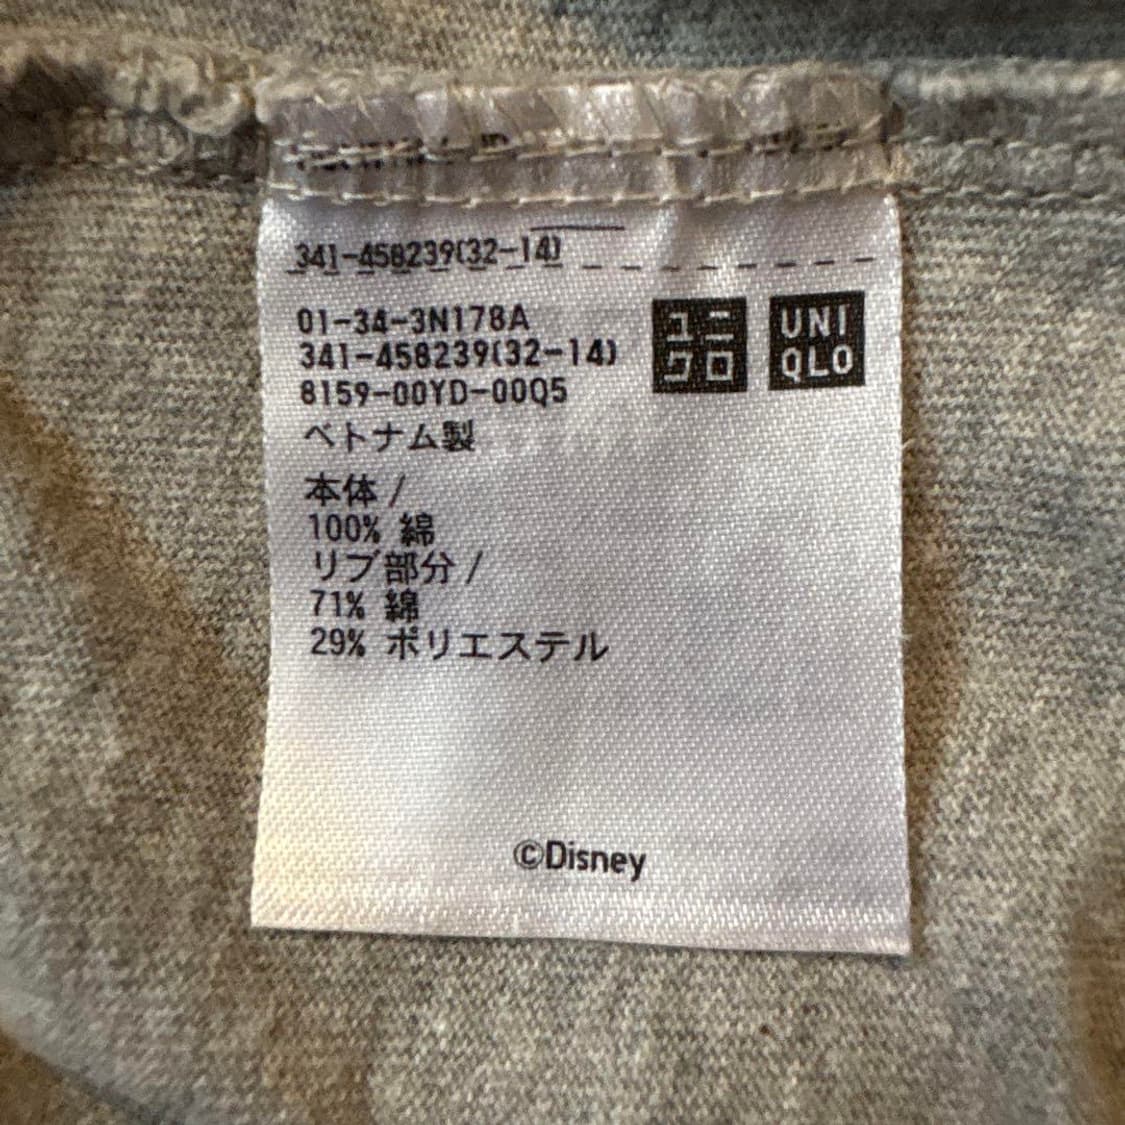 341-458239(32-14)
01-34-3N178A
341-458239(32-14)
8159-00YD-00Q5
ユニクロ
UNIQLO
ベトナム製
本体 /
100% 綿
リブ部分 /
71% 綿
29% ポリエステル
©Disney